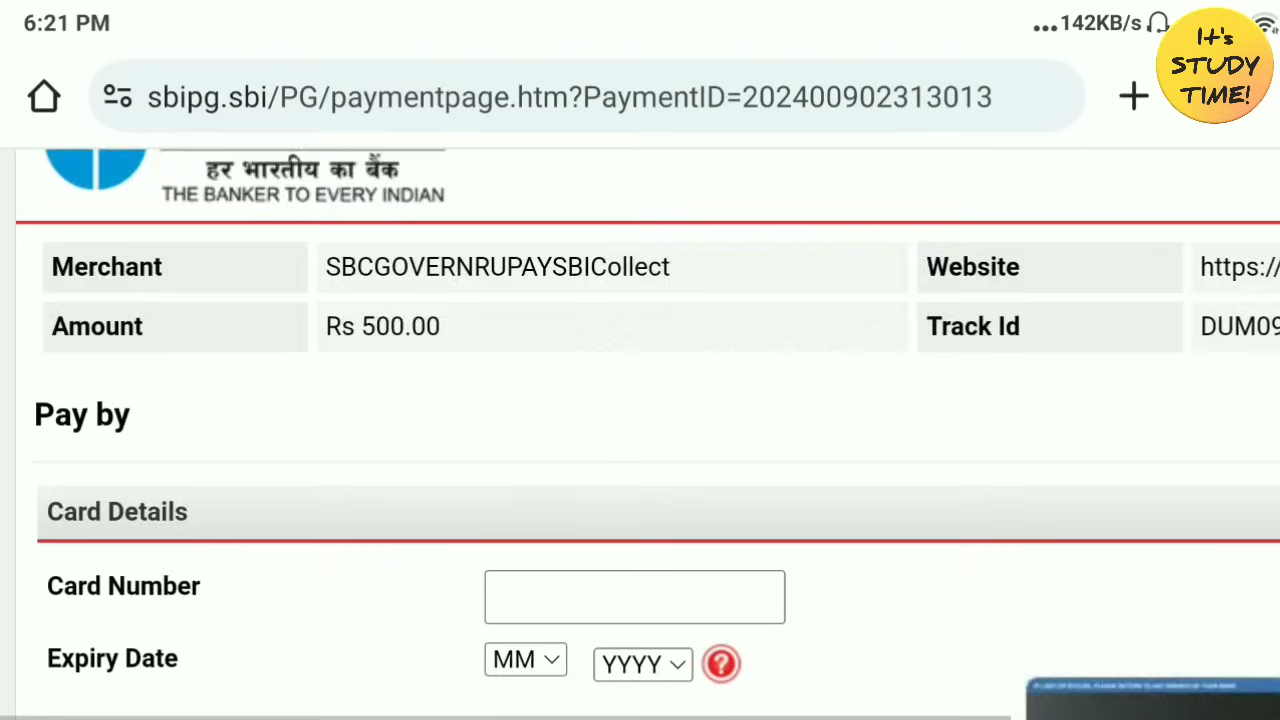 6:21 PM
...142KB/s
It's
STUDY
TIME!
sbipg.sbi/PG/paymentpage.htm?PaymentID=202400902313013
हर भारतीय का बैंक
THE BANKER TO EVERY INDIAN
Merchant SBCGOVERNRUPAYSBICollect Website https://
Amount Rs 500.00 Track Id DUM09
Pay by
Card Details
Card Number
Expiry Date MM YYYY ?